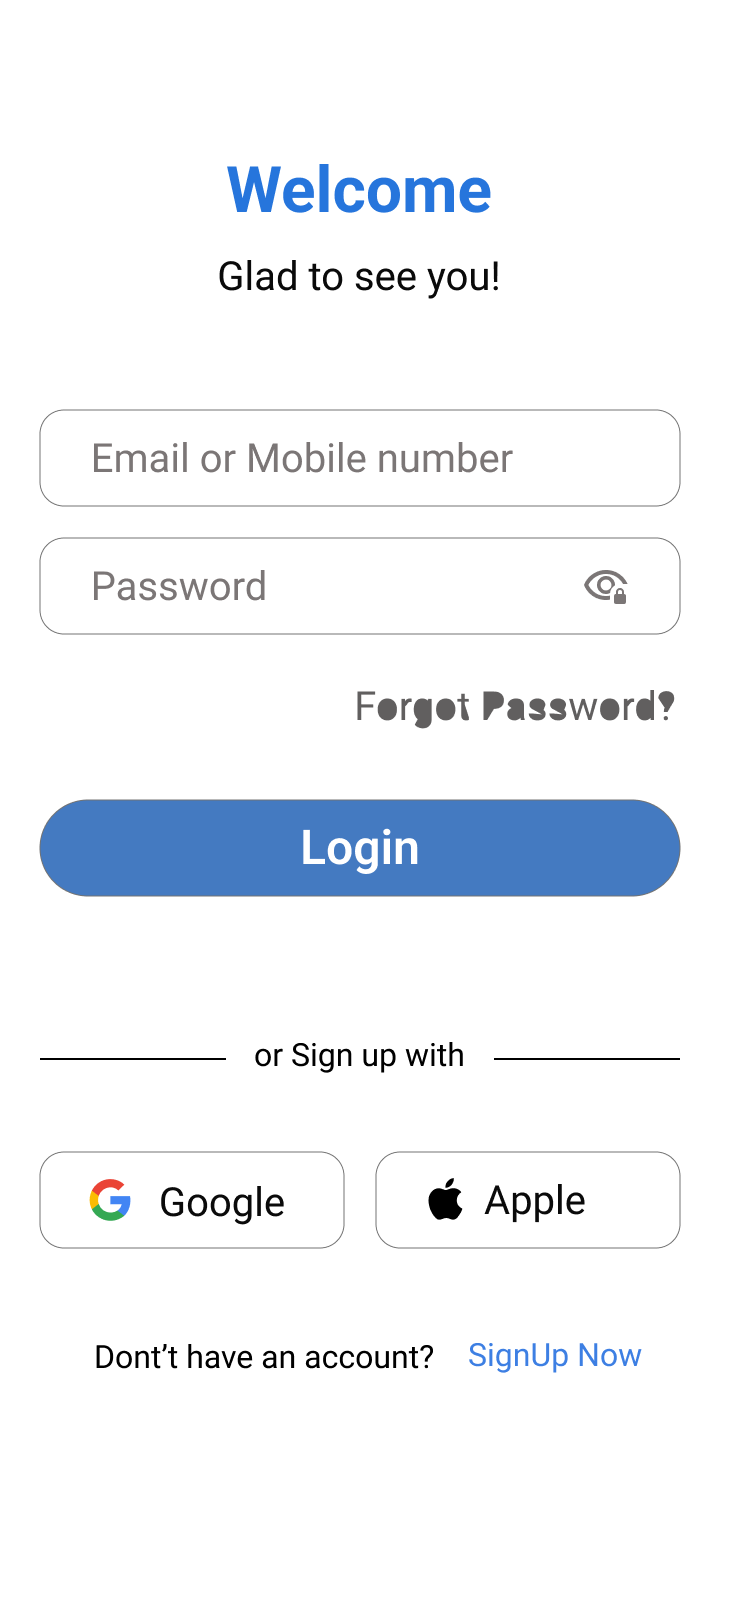 Welcome
Glad to see you!
Email or Mobile number
Password
Forgot Password?
Login
or Sign up with
Google
Apple
Dont’t have an account? SignUp Now